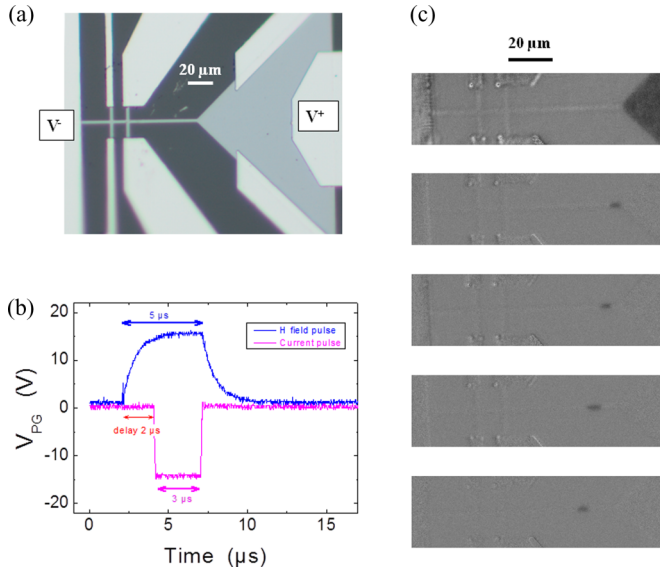 (a)
20 µm
V-
V+
(b)
20
10
0
-10
-20
V_PG (V)
5 µs
H field pulse
Current pulse
delay 2 µs
3 µs
0
5
10
15
Time (µs)
(c)
20 µm